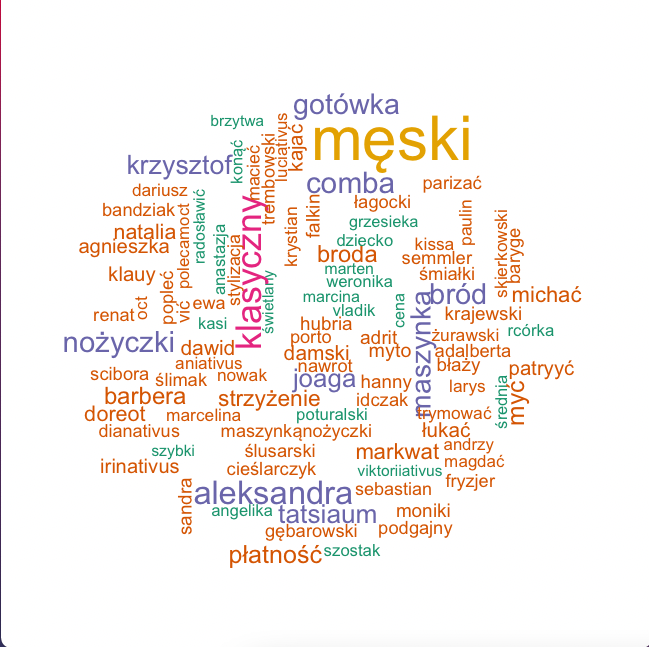 gotówka
brzytwa
męski
konąć
macieć
trembowski
luciativus
kajać
krzysztof
comba
parizać
dariusz
łagocki
bandziak
polecamoct
radosławić
klasyczny
falkin
grzesieka
paulin
skierkowski
baryge
natalia
anastazja
stylizacja
krystian
dziecko
kissa
agnieszka
broda
semmler
marten
śmiałki
klauy
popleć
świetlany
weronika
bród
michać
oct
vić
ewa
marcina
cena
maszynka
renat
kasi
vladik
krajewski
hubria
rcórka
nożyczki
dawid
porto
adrit
żurawski
damski
myto
adalberta
aniativus
nawrot
błaży
patryyć
scibora
ślimak
nowak
joaga
hanny
larys
średnja
myć
barbera
strzyżenie
idczak
doreot
marcelina
poturalski
trymować
dianativus
maszynkąnożyczki
łukać
szybki
ślusarski
markwat
andrzy
irinativus
cieślarczyk
viktoriiativus
magdać
fryzjer
sandra
aleksandra
sebastian
angelika
tatsiaum
moniki
gębarowski
podgajny
płatność
szostak